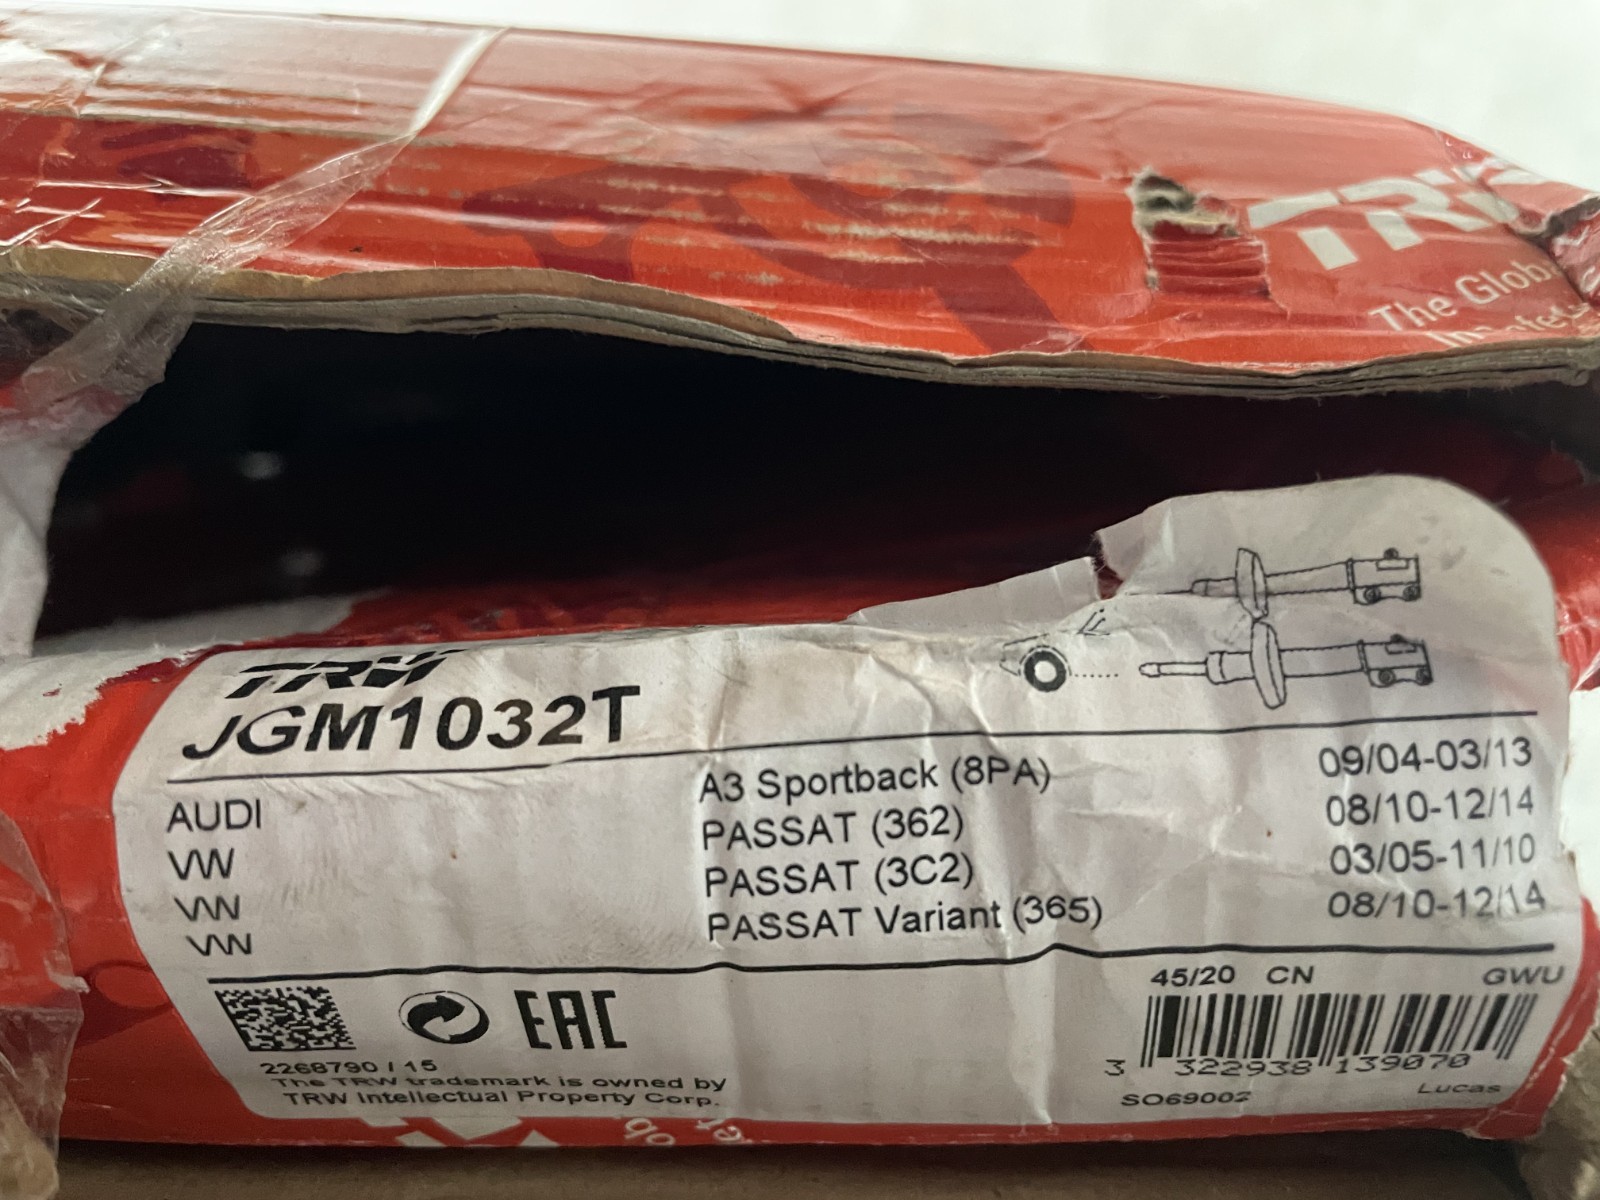 TRW
The Glob
TRW
JGM1032T
AUDI A3 Sportback (8PA) 09/04-03/13
VW PASSAT (362) 08/10-12/14
VW PASSAT (3C2) 03/05-11/10
VW PASSAT Variant (365) 08/10-12/14
45/20 CN GWU
EAC
2268790 / 15
The TRW trademark is owned by
TRW Intellectual Property Corp.
3 322938 139070
SO69002 Lucas